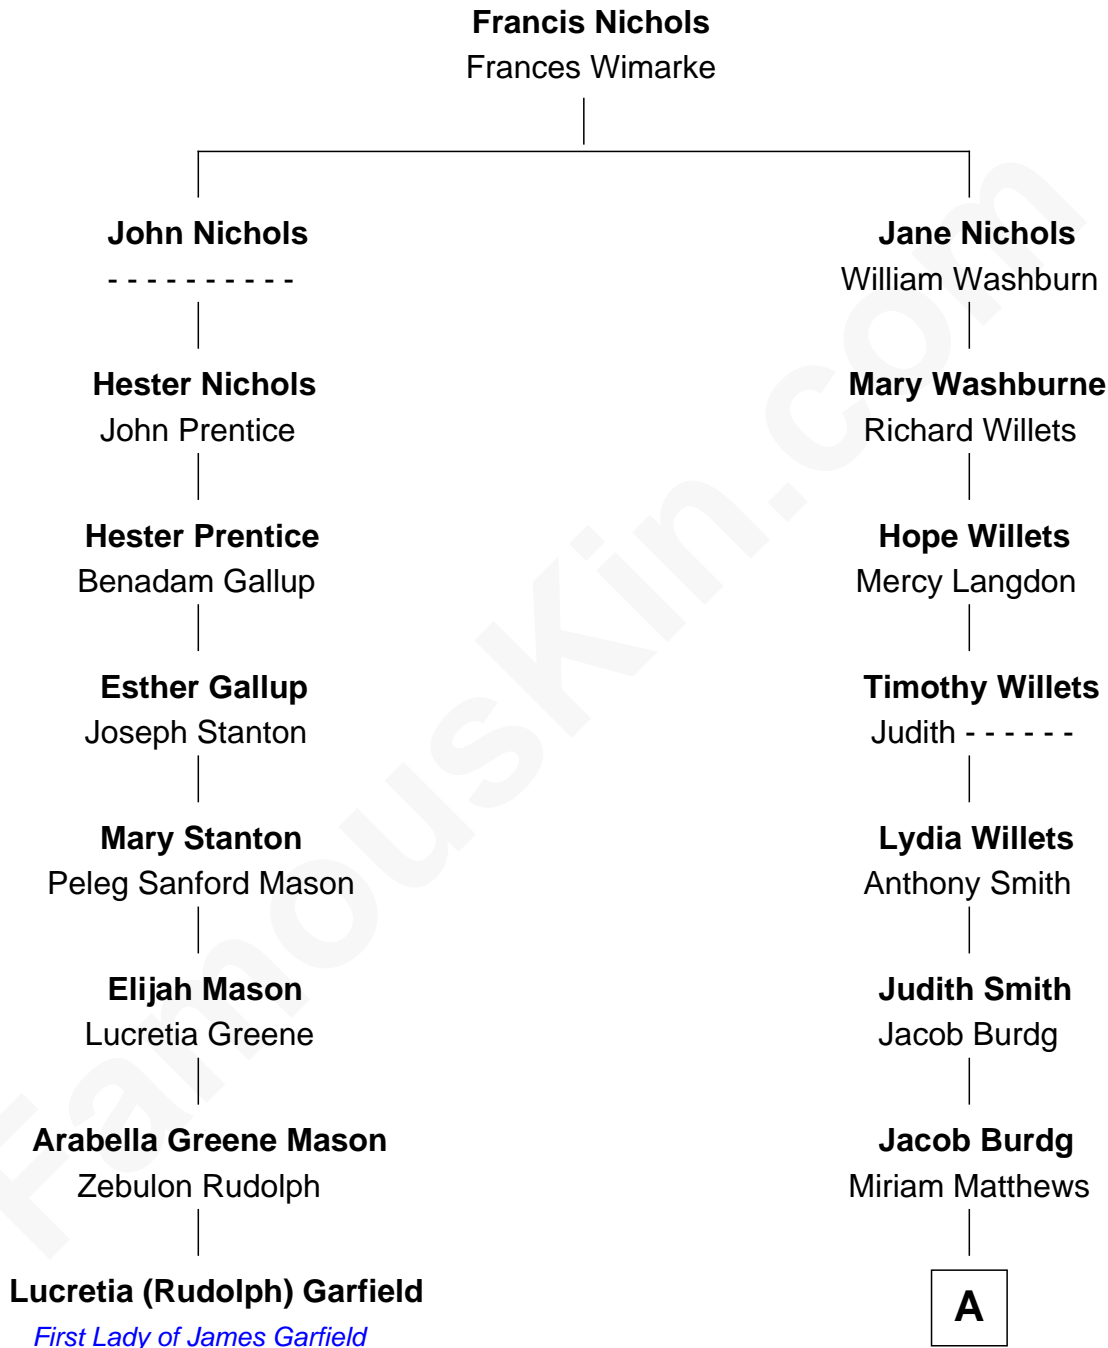 Francis Nichols
Frances Wimarke
John Nichols
- - - - - - - - - -
Jane Nichols
William Washburn
Hester Nichols
John Prentice
Mary Washburne
Richard Willets
Hester Prentice
Benadam Gallup
Hope Willets
Mercy Langdon
Esther Gallup
Joseph Stanton
Timothy Willets
Judith - - - - - -
Mary Stanton
Peleg Sanford Mason
Lydia Willets
Anthony Smith
Elijah Mason
Lucretia Greene
Judith Smith
Jacob Burdg
Arabella Greene Mason
Zebulon Rudolph
Jacob Burdg
Miriam Matthews
Lucretia (Rudolph) Garfield
First Lady of James Garfield
A
FamousKin.com